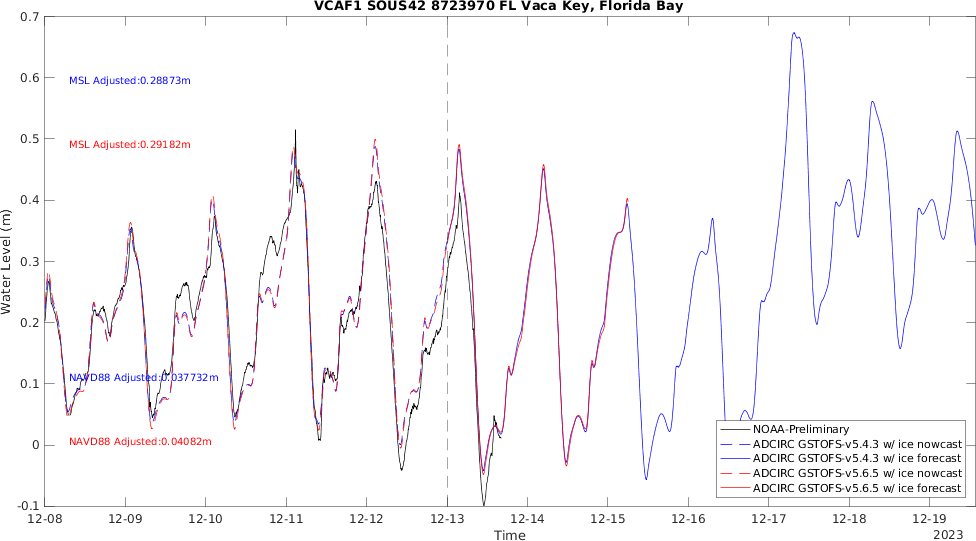 VCAF1 SOUS42 8723970 FL Vaca Key, Florida Bay
0.7
0.6
0.5
0.4
0.3
0.2
0.1
0
-0.1
Water Level (m)
MSL Adjusted:0.28873m
MSL Adjusted:0.29182m
NAVD88 Adjusted:0.037732m
NAVD88 Adjusted:0.04082m
NOAA-Preliminary
ADCIRC GSTOFS-v5.4.3 w/ ice nowcast
ADCIRC GSTOFS-v5.4.3 w/ ice forecast
ADCIRC GSTOFS-v5.6.5 w/ ice nowcast
ADCIRC GSTOFS-v5.6.5 w/ ice forecast
12-08 12-09 12-10 12-11 12-12 12-13 12-14 12-15 12-16 12-17 12-18 12-19
Time
2023